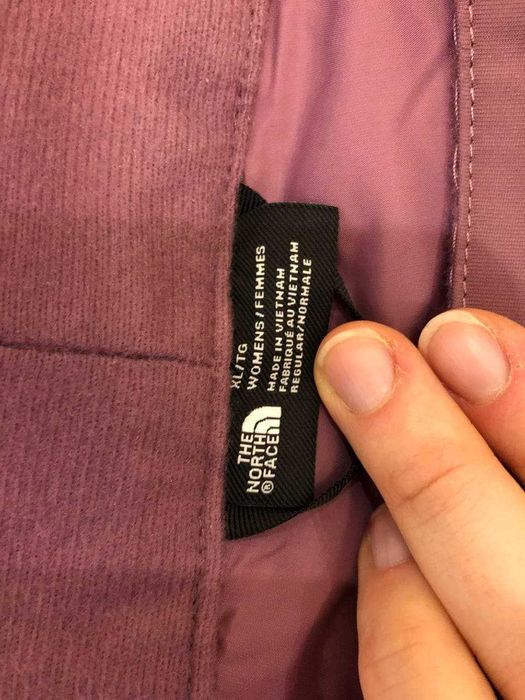 XL/TG
WOMENS/FEMMES
MADE IN VIETNAM
FABRIQUÉ AU VIETNAM
REGULAR/NORMALE
THE
NORTH
FACE®